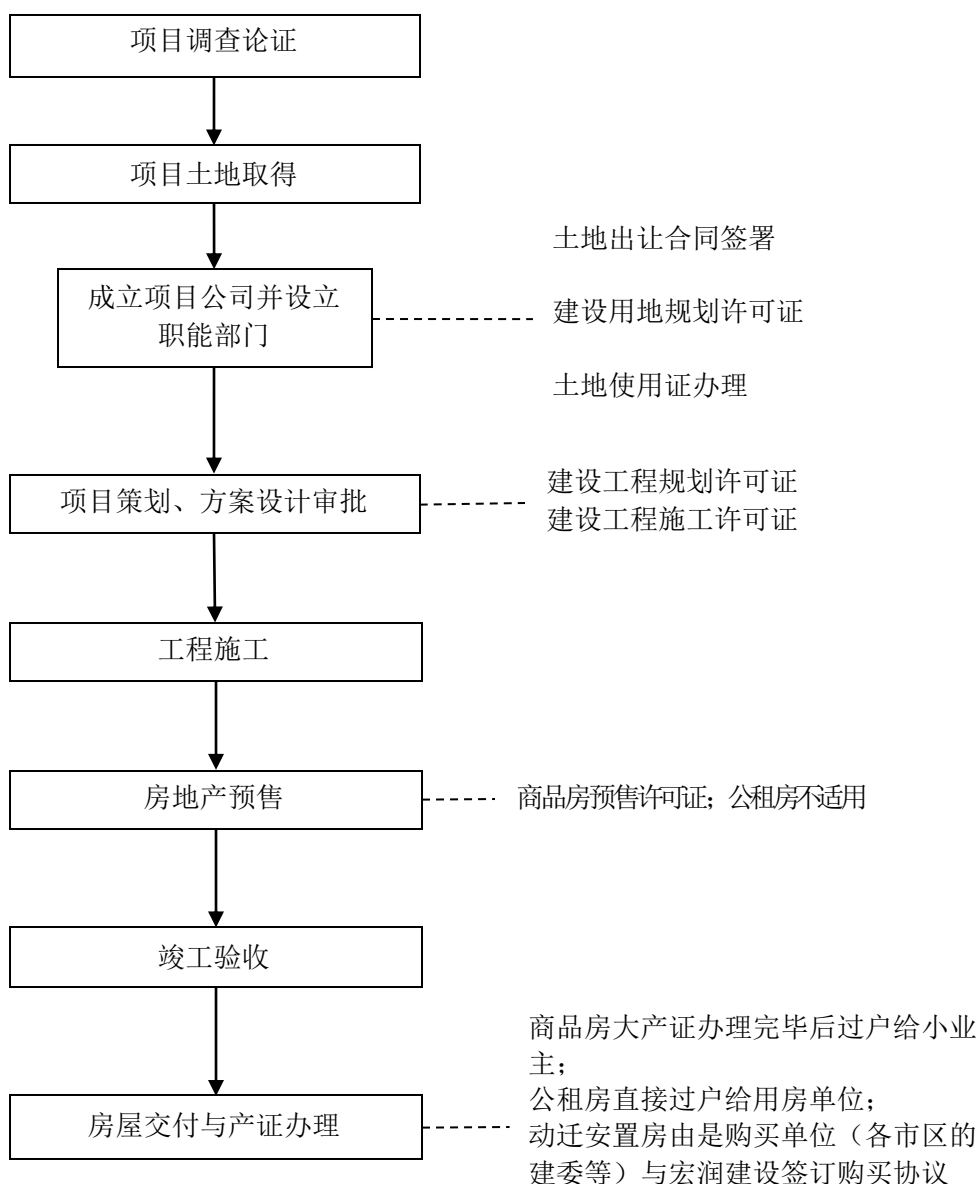 项目调查论证
项目土地取得
成立项目公司并设立
职能部门
土地出让合同签署
建设用地规划许可证
土地使用证办理
项目策划、方案设计审批
建设工程规划许可证
建设工程施工许可证
工程施工
房地产预售
商品房预售许可证；公租房不适用
竣工验收
房屋交付与产证办理
商品房大产证办理完毕后过户给小业
主；
公租房直接过户给用房单位；
动迁安置房由是购买单位（各市区的
建委等）与宏润建设签订购买协议